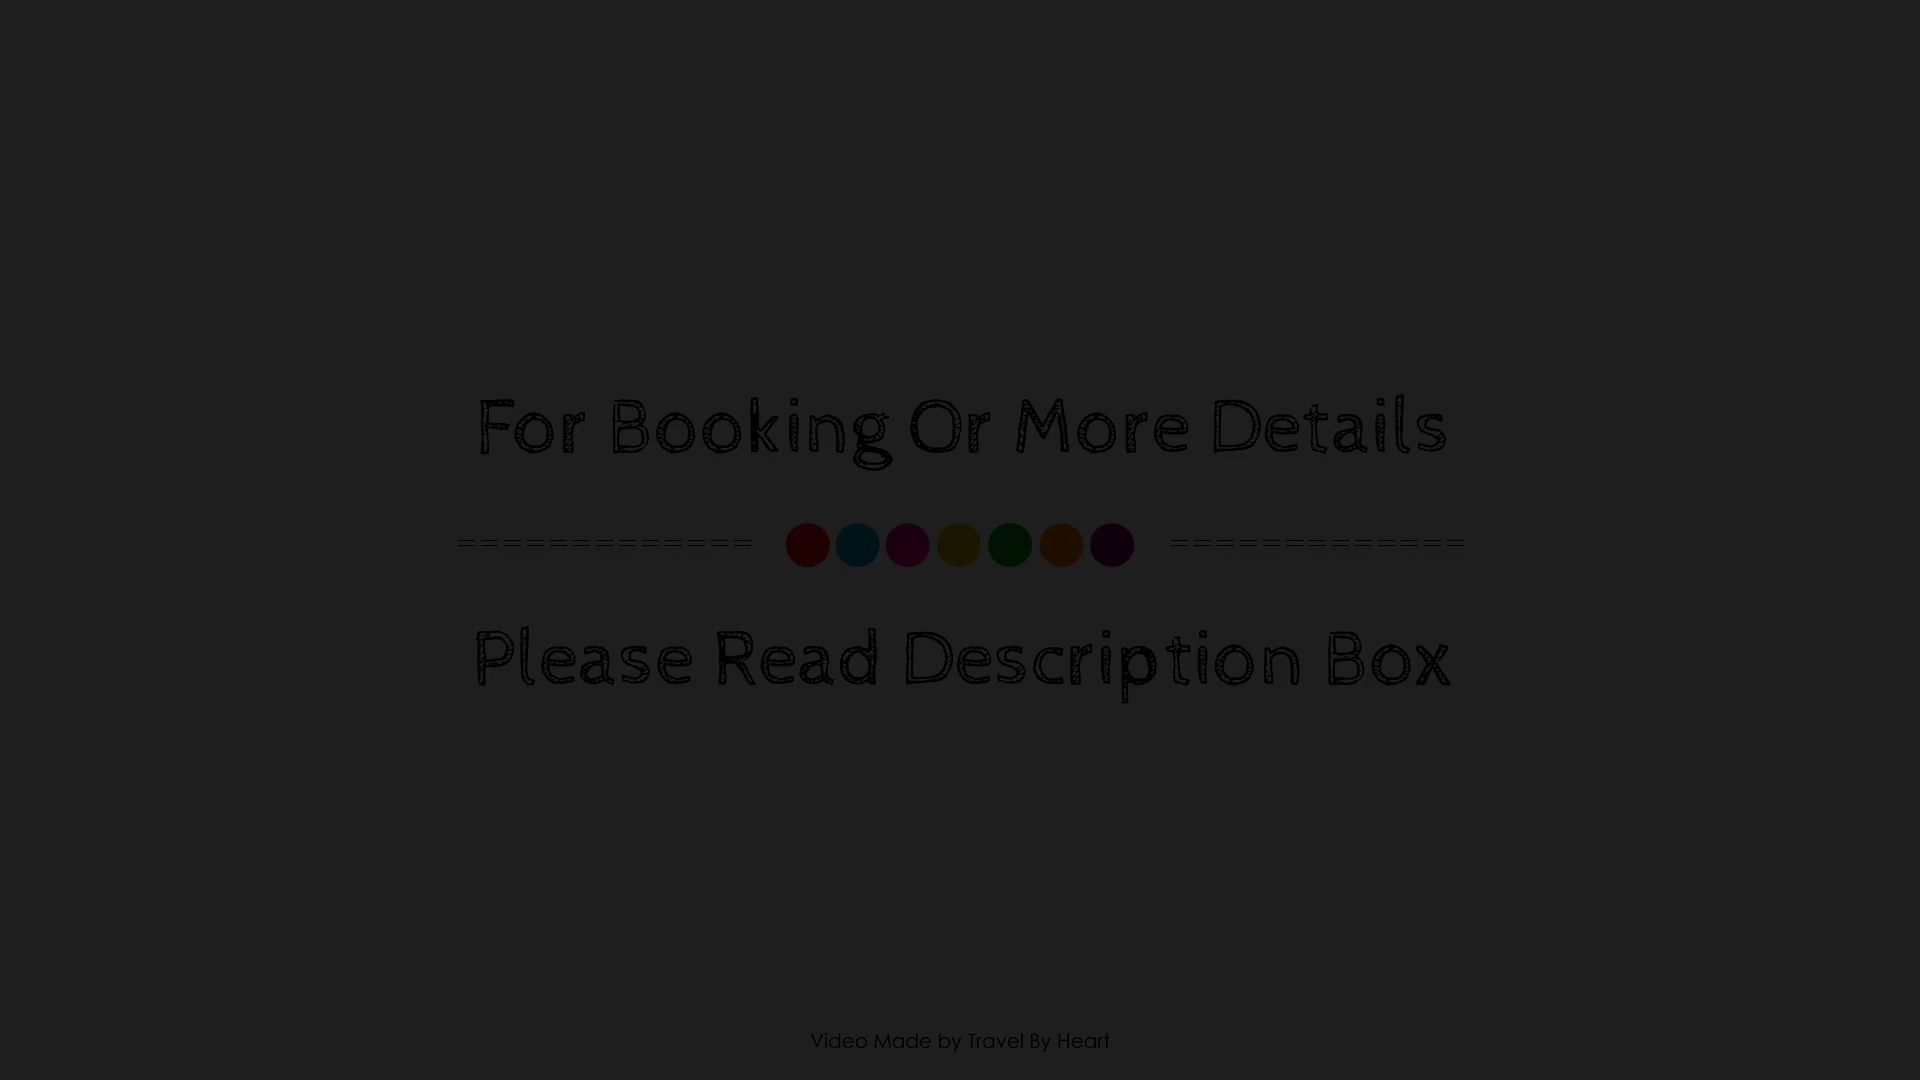 For Booking Or More Details
============= =============
Please Read Description Box
Video Made by Travel By Heart